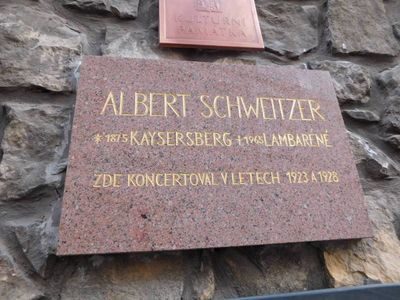 KULTURNÍ
PAMÁTKA
ALBERT SCHWEITZER
* 1875 KAYSERSBERG † 1965 LAMBARÉNÉ
ZDE KONCERTOVAL V LETECH 1923 A 1928